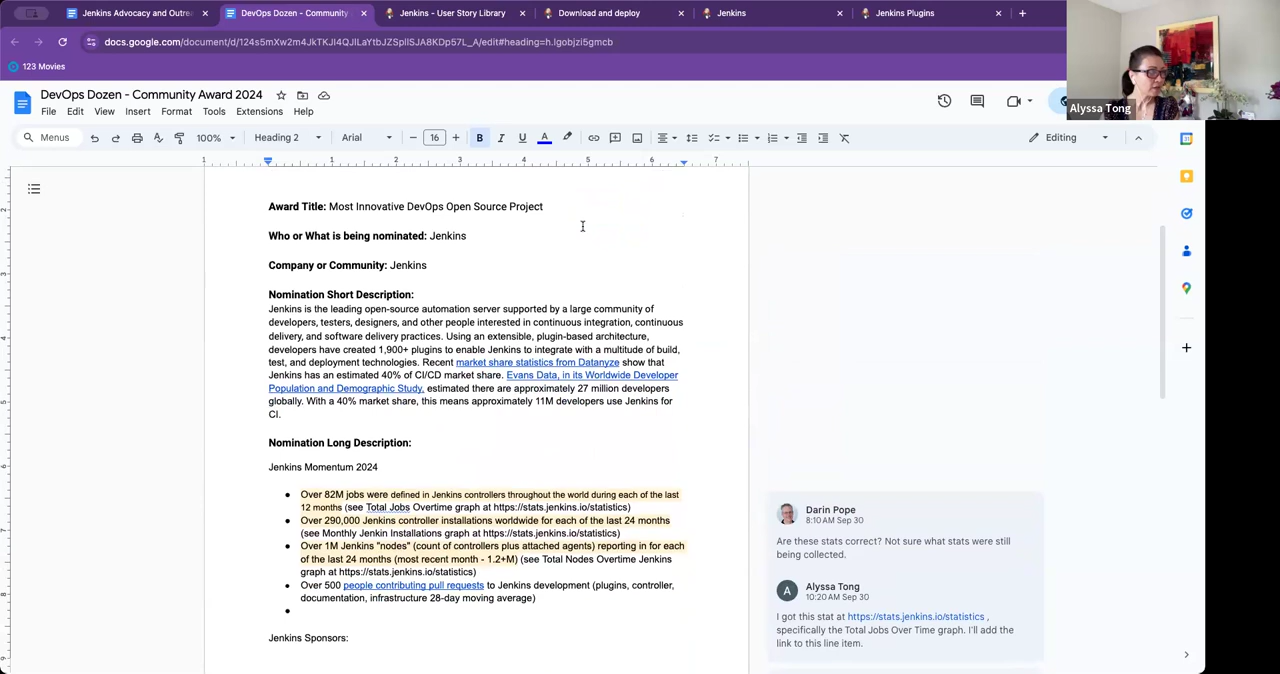 Jenkins Advocacy and Outre
DevOps Dozen - Community
Jenkins - User Story Library
Download and deploy
Jenkins
Jenkins Plugins
docs.google.com/document/d/124s5mXw2m4JkTKJI4QJILaYtbJZSplISJA8KDp57L_A/edit#heading=h.lgobjzi5gmcb
123 Movies
Alyssa Tong
DevOps Dozen - Community Award 2024
File Edit View Insert Format Tools Extensions Help
Menus 100% Heading 2 Arial 16 B I U A Editing
1 1 2 3 4 5 6 7
Award Title: Most Innovative DevOps Open Source Project
Who or What is being nominated: Jenkins
Company or Community: Jenkins
Nomination Short Description:
Jenkins is the leading open-source automation server supported by a large community of
developers, testers, designers, and other people interested in continuous integration, continuous
delivery, and software delivery practices. Using an extensible, plugin-based architecture,
developers have created 1,900+ plugins to enable Jenkins to integrate with a multitude of build,
test, and deployment technologies. Recent market share statistics from Datanyze show that
Jenkins has an estimated 40% of CI/CD market share. Evans Data, in its Worldwide Developer
Population and Demographic Study, estimated there are approximately 27 million developers
globally. With a 40% market share, this means approximately 11M developers use Jenkins for
CI.
Nomination Long Description:
Jenkins Momentum 2024
● Over 82M jobs were defined in Jenkins controllers throughout the world during each of the last
12 months (see Total Jobs Overtime graph at https://stats.jenkins.io/statistics)
● Over 290,000 Jenkins controller installations worldwide for each of the last 24 months
(see Monthly Jenkin Installations graph at https://stats.jenkins.io/statistics)
● Over 1M Jenkins "nodes" (count of controllers plus attached agents) reporting in for each
of the last 24 months (most recent month - 1.2+M) (see Total Nodes Overtime Jenkins
graph at https://stats.jenkins.io/statistics)
● Over 500 people contributing pull requests to Jenkins development (plugins, controller,
documentation, infrastructure 28-day moving average)
●
Jenkins Sponsors:
Darin Pope
8:10 AM Sep 30
Are these stats correct? Not sure what stats were still
being collected.
A
Alyssa Tong
10:20 AM Sep 30
I got this stat at https://stats.jenkins.io/statistics ,
specifically the Total Jobs Over Time graph. I'll add the
link to this line item.